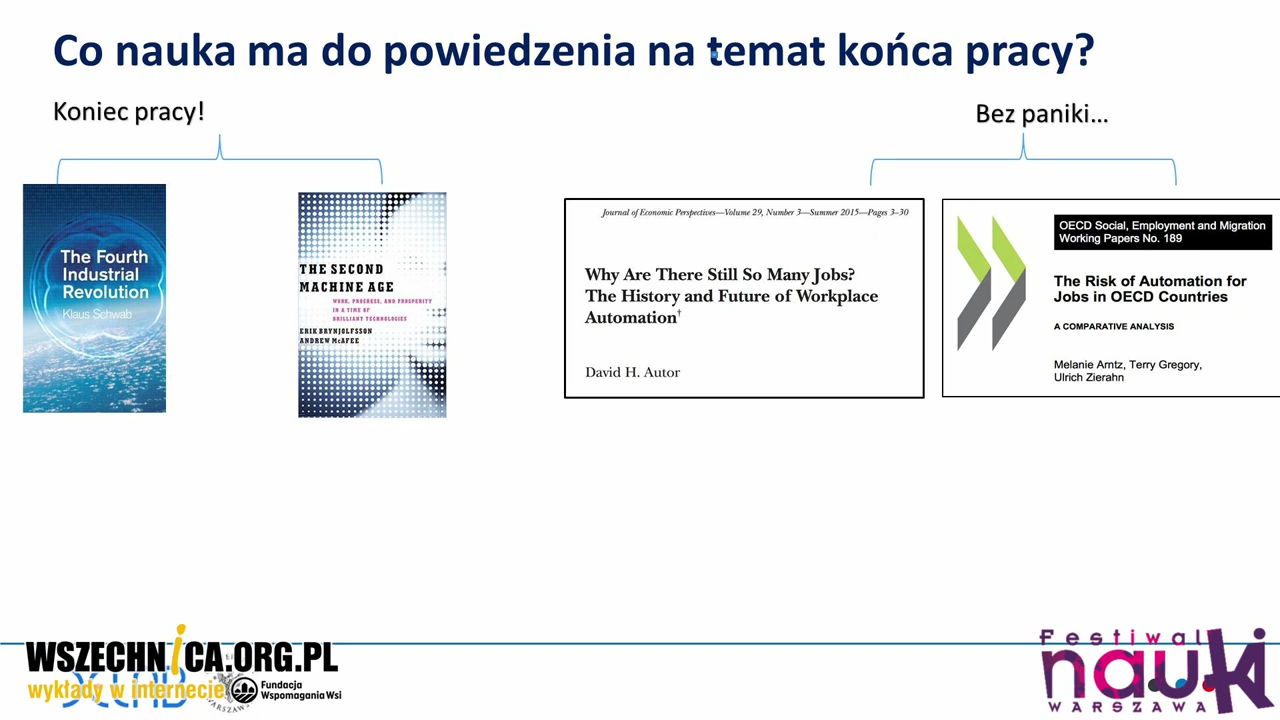 Co nauka ma do powiedzenia na temat końca pracy?
Koniec pracy!
Bez paniki...
The Fourth
Industrial
Revolution
Klaus Schwab
THE SECOND
MACHINE AGE
WORK, PROGRESS, AND PROSPERITY
IN A TIME OF
BRILLIANT TECHNOLOGIES
ERIK BRYNJOLFSSON
ANDREW McAFEE
Journal of Economic Perspectives—Volume 29, Number 3—Summer 2015—Pages 3–30
Why Are There Still So Many Jobs?
The History and Future of Workplace
Automation†
David H. Autor
OECD Social, Employment and Migration
Working Papers No. 189
The Risk of Automation for
Jobs in OECD Countries
A COMPARATIVE ANALYSIS
Melanie Arntz, Terry Gregory,
Ulrich Zierahn
WSZECHNICA.ORG.PL
wykłady w internecie
Fundacja
Wspomagania Wsi
Festiwal
nauki
WARSZAWA